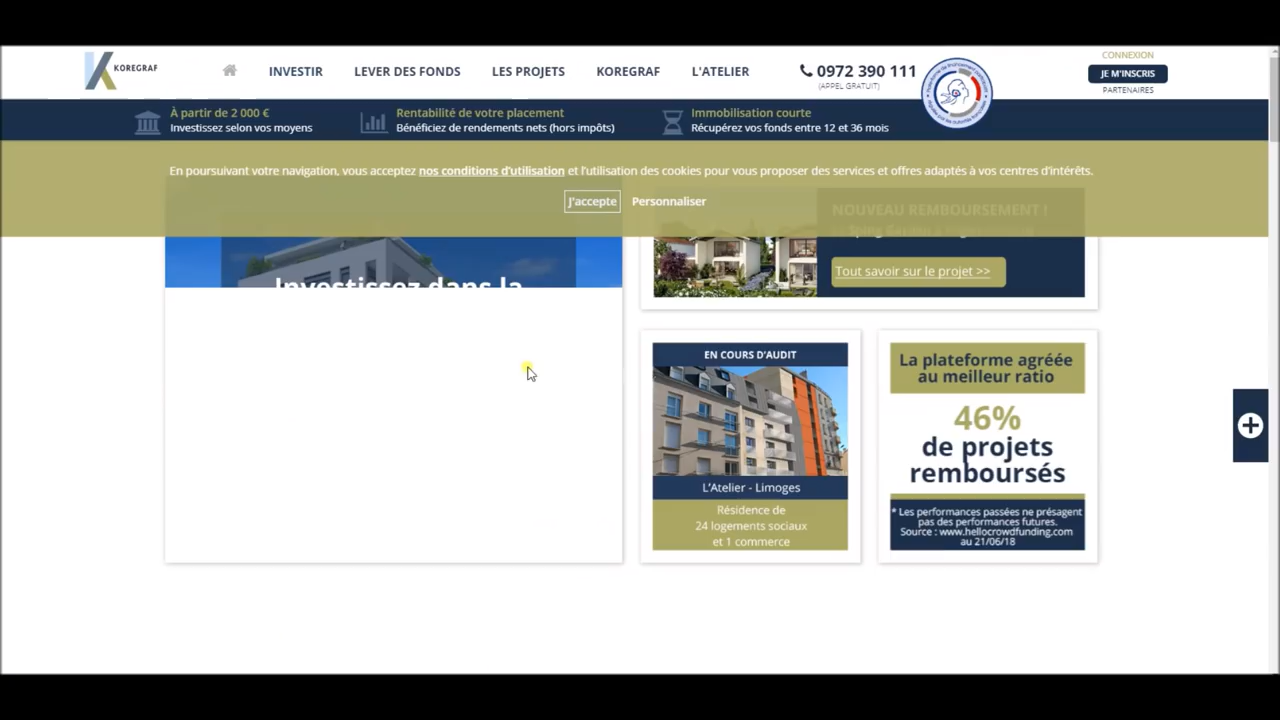 KOREGRAF
INVESTIR
LEVER DES FONDS
LES PROJETS
KOREGRAF
L'ATELIER
0972 390 111
(APPEL GRATUIT)
CONNEXION
JE M'INSCRIS
PARTENAIRES
À partir de 2 000 €
Investissez selon vos moyens
Rentabilité de votre placement
Bénéficiez de rendements nets (hors impôts)
Immobilisation courte
Récupérez vos fonds entre 12 et 36 mois
En poursuivant votre navigation, vous acceptez nos conditions d'utilisation et l'utilisation des cookies pour vous proposer des services et offres adaptés à vos centres d'intérêts.
J'accepte
Personnaliser
Investissez dans la
NOUVEAU REMBOURSEMENT !
Tout savoir sur le projet >>
EN COURS D'AUDIT
L'Atelier - Limoges
Résidence de
24 logements sociaux
et 1 commerce
La plateforme agréée
au meilleur ratio
46%
de projets
remboursés
* Les performances passées ne présagent
pas des performances futures.
Source : www.hellocrowdfunding.com
au 21/06/18